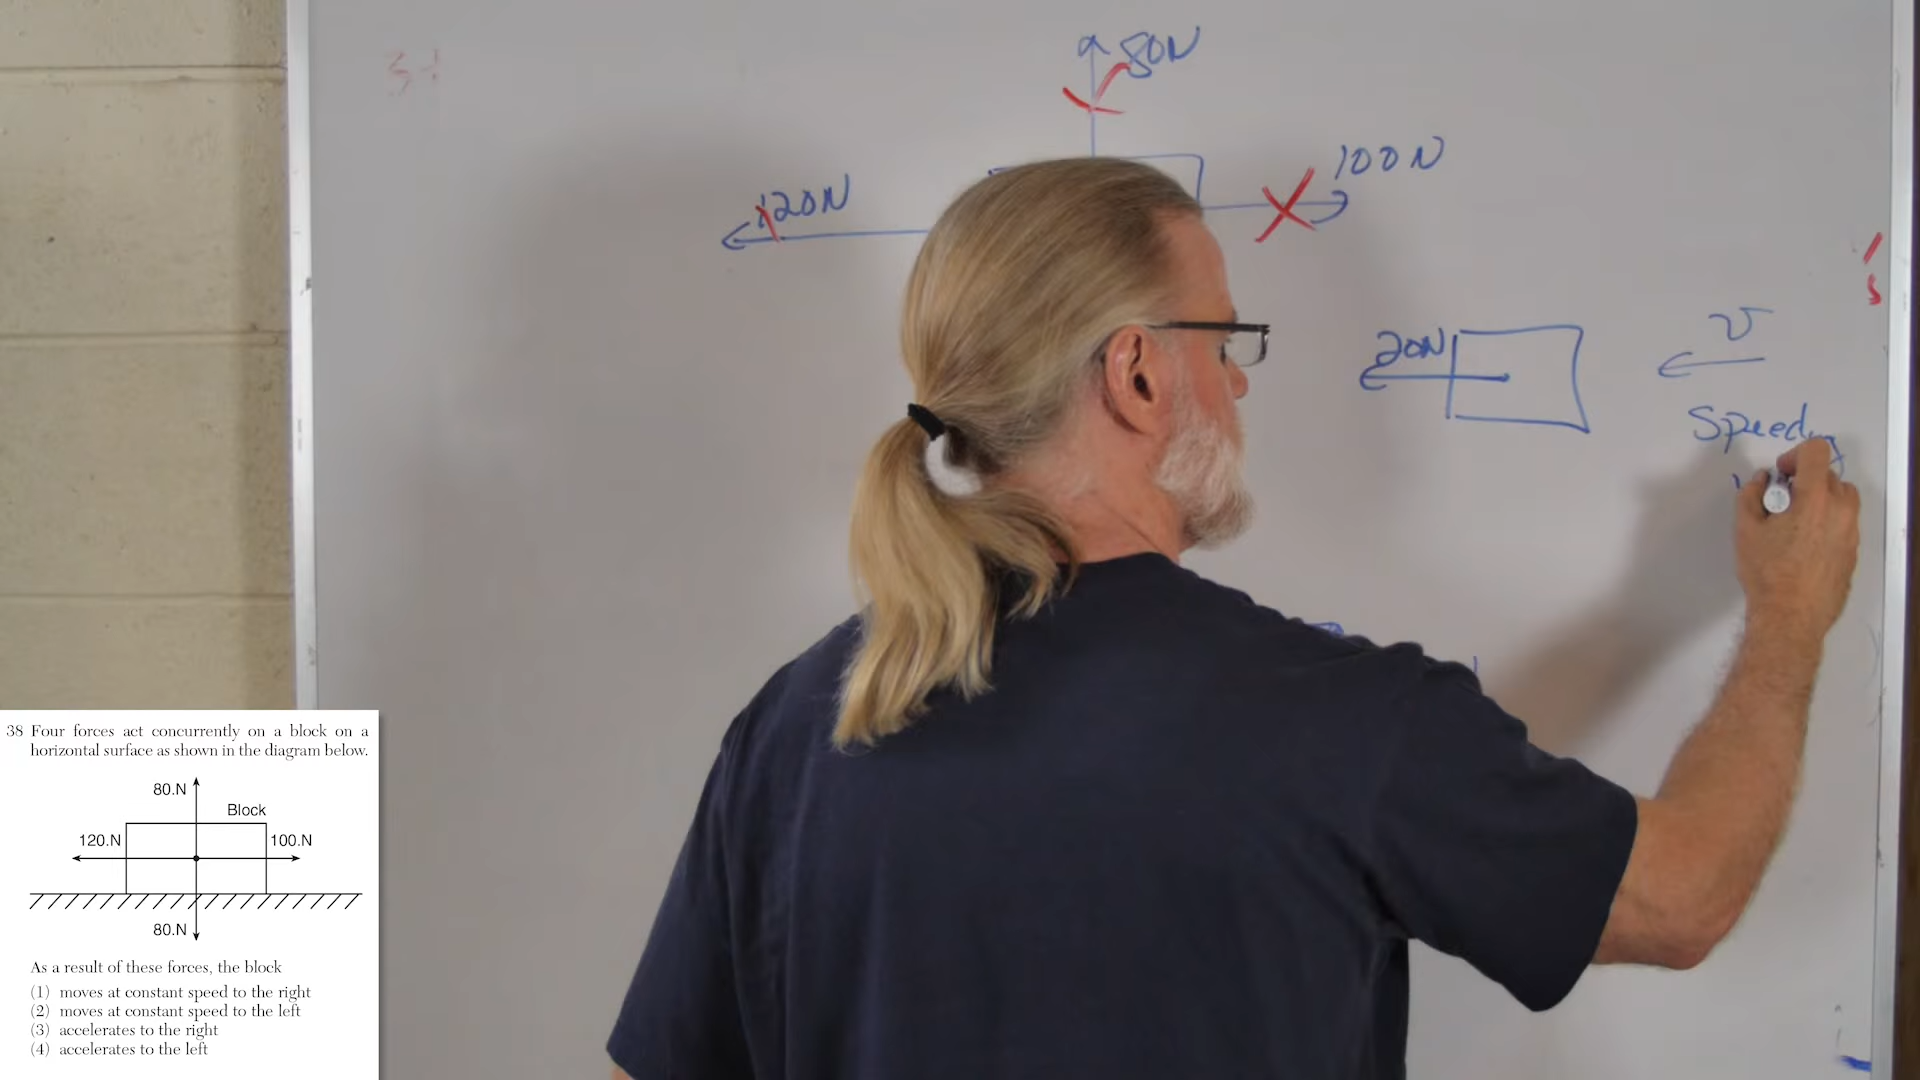 80N
100N
120N
20N
v
Speeding
38 Four forces act concurrently on a block on a
horizontal surface as shown in the diagram below.
80.N
Block
120.N
100.N
80.N
As a result of these forces, the block
(1) moves at constant speed to the right
(2) moves at constant speed to the left
(3) accelerates to the right
(4) accelerates to the left